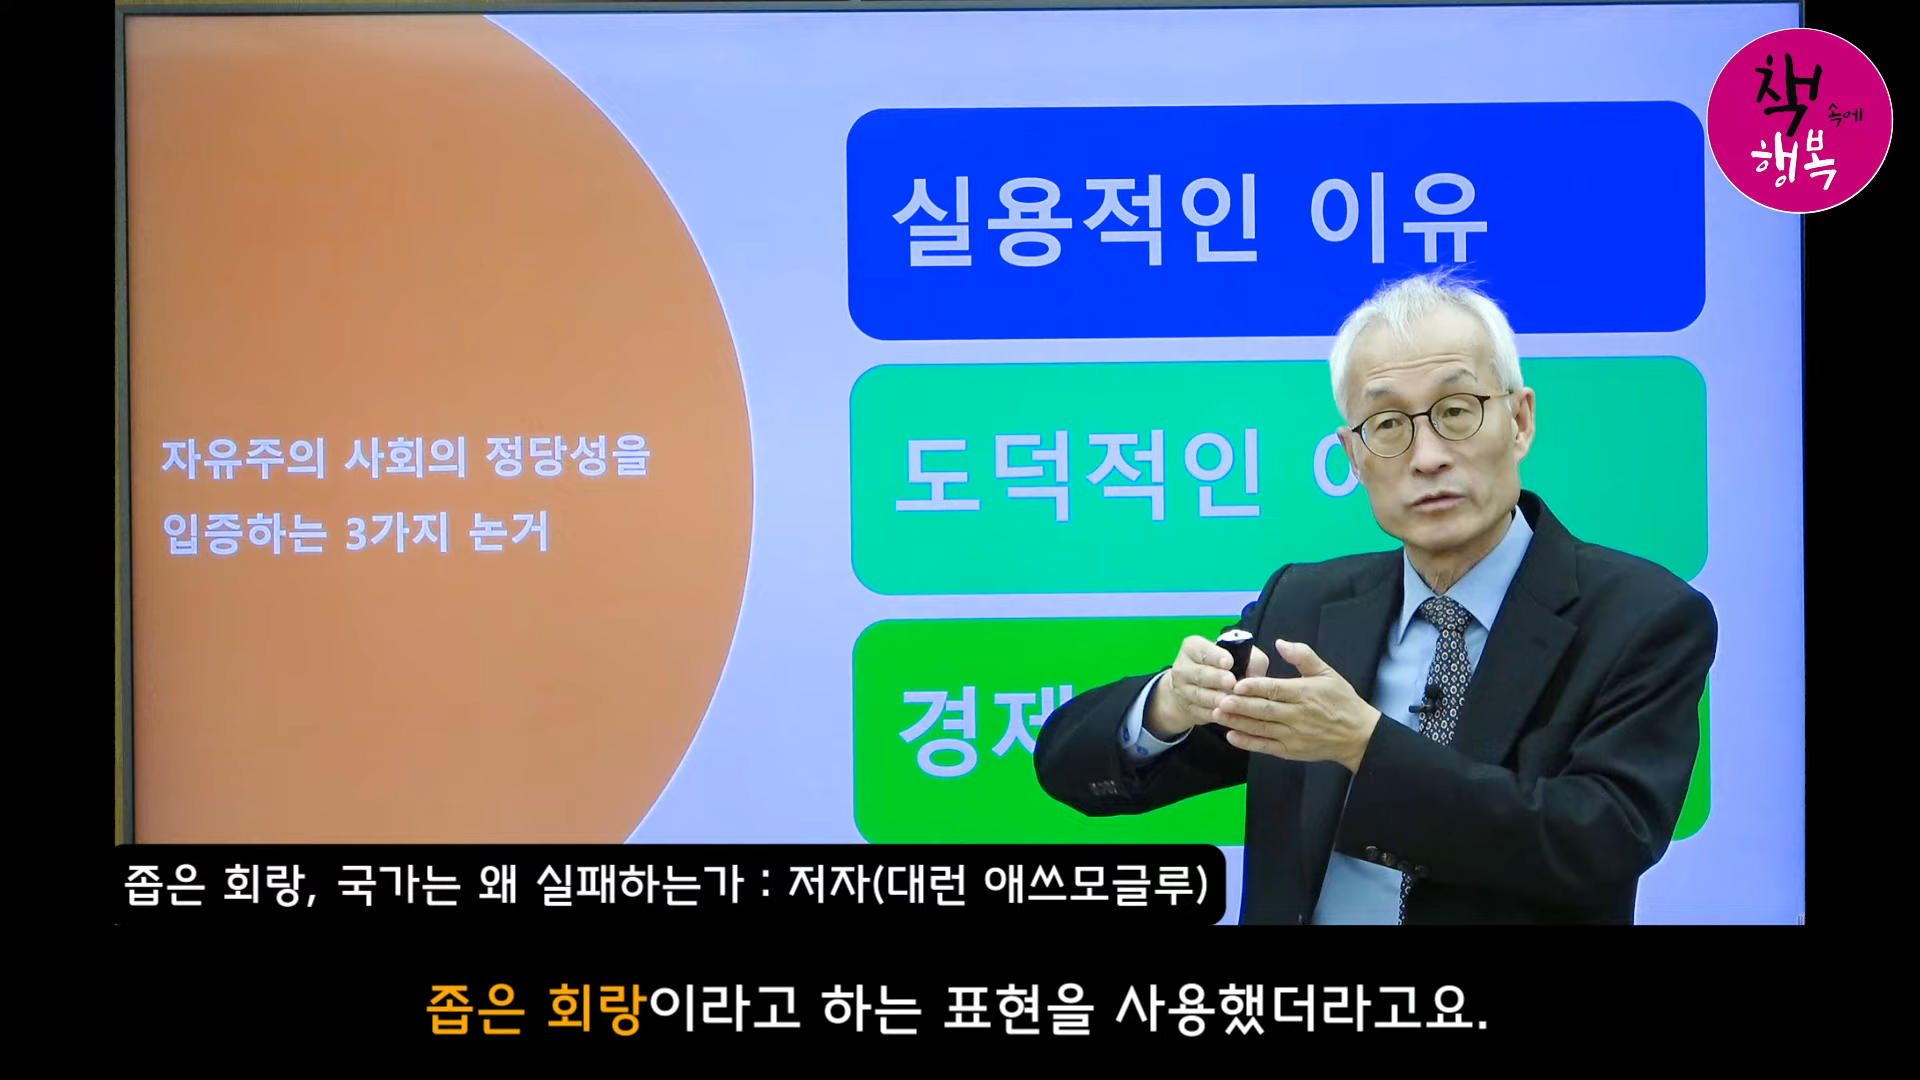 책
속에
행복
실용적인 이유
자유주의 사회의 정당성을
입증하는 3가지 논거
도덕적인
경제
좁은 회랑, 국가는 왜 실패하는가 : 저자(대런 애쓰모글루)
좁은 회랑이라고 하는 표현을 사용했더라고요.